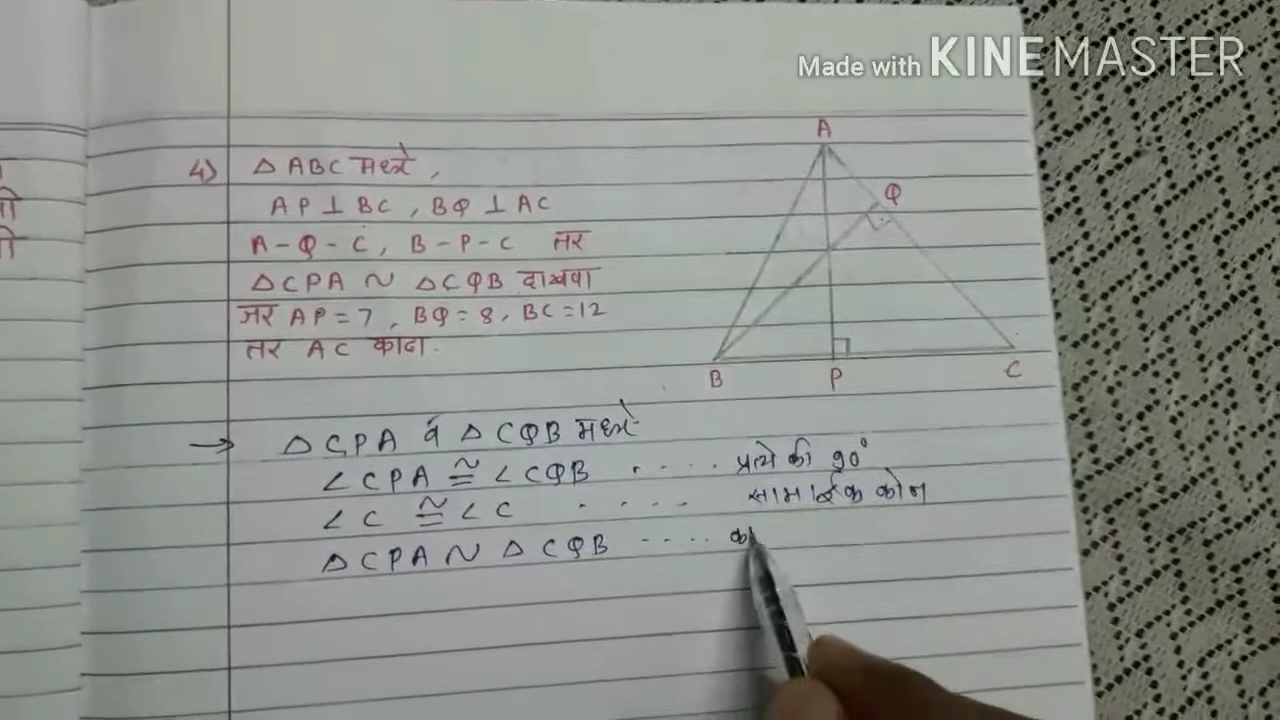 Made with KINEMASTER
4) △ABC मध्ये,
AP ⊥ BC, BQ ⊥ AC
A-Q-C, B-P-C तर
△CPA ~ △CQB दाखवा
जर AP = 7, BQ = 8, BC = 12
तर AC काढा.
A
Q
B P C
→ △CPA व △CQB मध्ये
∠CPA ≅ ∠CQB .... प्रत्येकी 90°
∠C ≅ ∠C .... सामाईक कोन
△CPA ~ △CQB ....